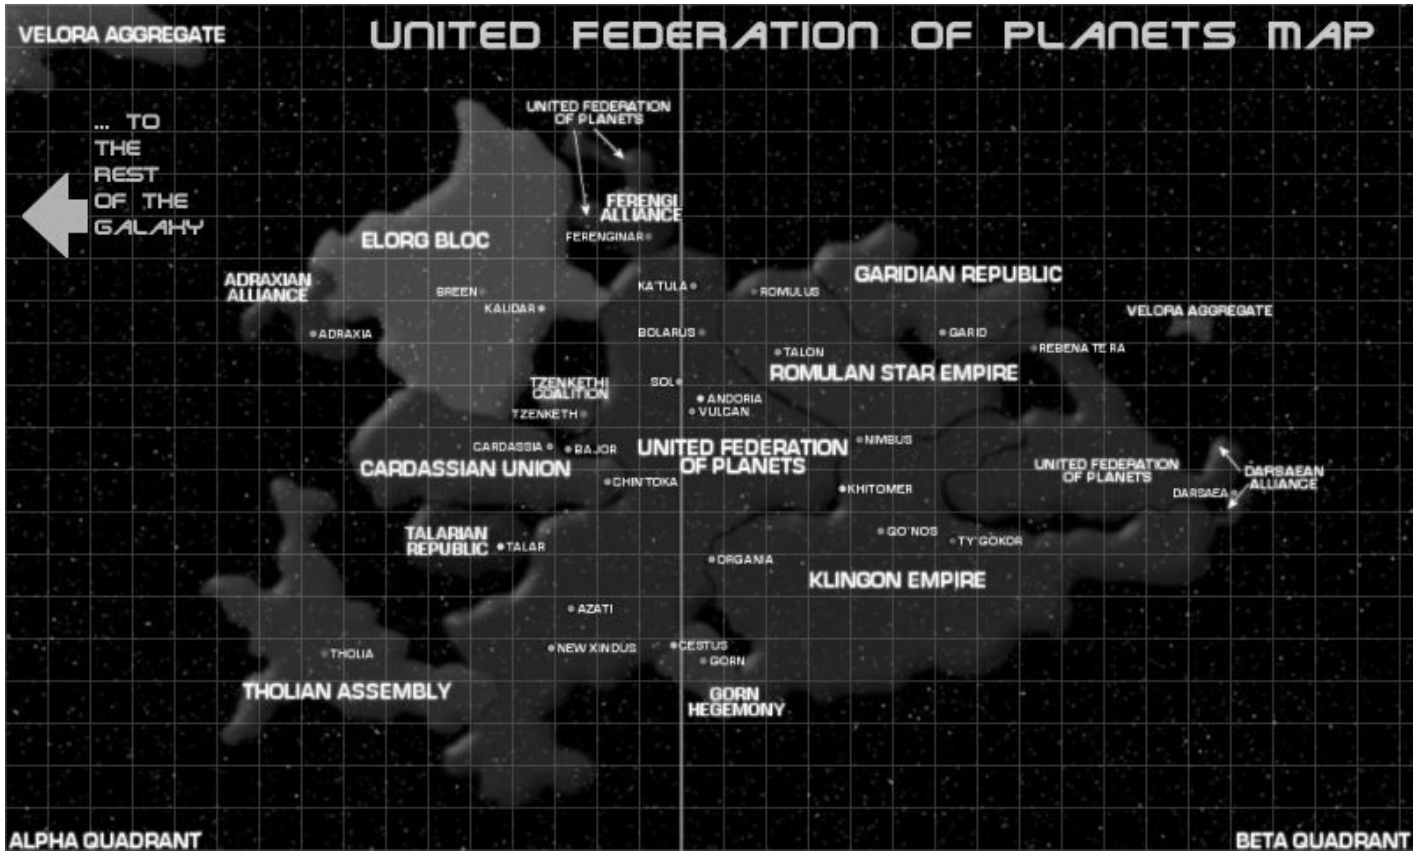 VELORA AGGREGATE
UNITED FEDERATION OF PLANETS MAP
... TO
THE
REST
OF THE
GALAXY
UNITED FEDERATION
OF PLANETS
FERENGI
ALLIANCE
FERENGINAR
ELORG BLOC
ADRAXIAN
ALLIANCE
BREEN
KALIDAR
ADRAXIA
KA'TULA
ROMULUS
GARIDIAN REPUBLIC
VELORA AGGREGATE
BOLARUS
GARID
TALON
REBENA TE RA
ROMULAN STAR EMPIRE
TZENKETHI
COALITION
SOL
TZENKETH
ANDORIA
VULCAN
CARDASSIA
BAJOR
CARDASSIAN UNION
UNITED FEDERATION
OF PLANETS
NIMBUS
CHIN'TOKA
KHITOMER
UNITED FEDERATION
OF PLANETS
DARSAEAN
ALLIANCE
DARSAEA
TALARIAN
REPUBLIC
TALAR
QO'NOS
TY'GOKOR
ORGANIA
KLINGON EMPIRE
AZATI
NEW XINDUS
CESTUS
GORN
THOLIA
THOLIAN ASSEMBLY
GORN
HEGEMONY
ALPHA QUADRANT
BETA QUADRANT